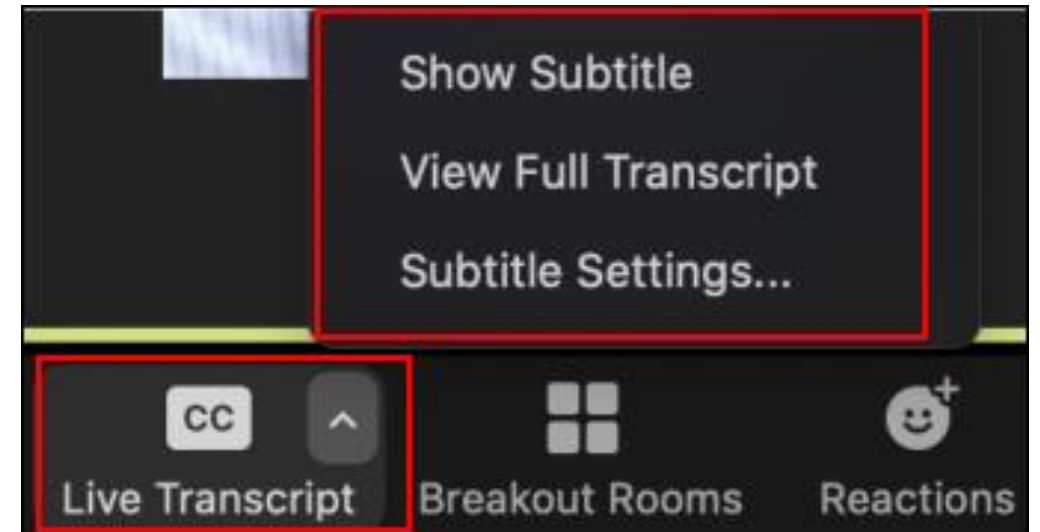 Show Subtitle
View Full Transcript
Subtitle Settings...
CC
Live Transcript
Breakout Rooms
Reactions